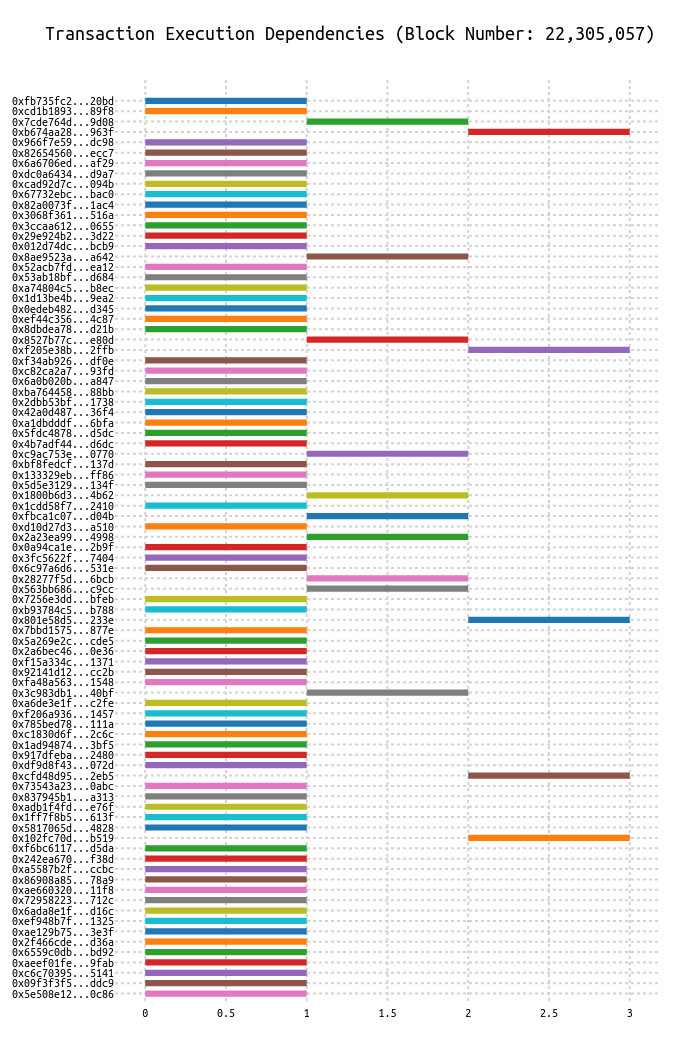 Transaction Execution Dependencies (Block Number: 22,305,057)
0xfb735fc2...20bd
0xcd1b1893...89f8
0x7cde764d...9d08
0xb674aa28...963f
0x966f7e59...dc98
0x82654560...ecc7
0x6a6706ed...af29
0xdc0a6434...d9a7
0xcad92d7c...094b
0x67732ebc...bac0
0x82a0073f...1ac4
0x3068f361...516a
0x3ccaa612...0655
0x29e924b2...3d22
0x012d74dc...bcb9
0x8ae9523a...a642
0x52acb7fd...ea12
0x53ab18bf...d684
0xa74804c5...b8ec
0x1d13be4b...9ea2
0x0edeb482...d345
0xef44c356...4c87
0x8dbdea78...d21b
0x8527b77c...e80d
0xf205e38b...2ffb
0xf34ab926...df0e
0xc82ca2a7...93fd
0x6a0b020b...a847
0xba764458...88bb
0x2dbb53bf...1738
0x42a0d487...36f4
0xa1dbdddf...6bfa
0x5fdc4878...d5dc
0x4b7adf44...d6dc
0xc9ac753e...0770
0xbf8fedcf...137d
0x133329eb...ff86
0x5d5e3129...134f
0x1800b6d3...4b62
0x1cdd58f7...2410
0xfbca1c07...d04b
0xd10d27d3...a510
0x2a23ea99...4998
0x0a94ca1e...2b9f
0x3fc5622f...7404
0x6c97a6d6...531e
0x28277f5d...6bcb
0x563bb686...c9cc
0x7256e3dd...bfeb
0xb93784c5...b788
0x801e58d5...233e
0x7bbd1575...877e
0x5a269e2c...cde5
0x2a6bec46...0e36
0xf15a334c...1371
0x92141d12...cc2b
0xfa48a563...1548
0x3c983db1...40bf
0xa6de3e1f...c2fe
0xf206a936...1457
0x785bed78...111a
0xc1830d6f...2c6c
0x1ad94874...3bf5
0x917dfeba...2480
0xdf9d8f43...072d
0xcfd48d95...2eb5
0x73543a23...0abc
0x837945b1...a313
0xadb1f4fd...e76f
0x1ff7f8b5...613f
0x5817065d...4828
0x102fc70d...b519
0xf6bc6117...d5da
0x242ea670...f38d
0xa5587b2f...ccbc
0x86908a85...78a9
0xae660320...11f8
0x72958223...712c
0x6ada8e1f...d16c
0xef948b7f...1325
0xae129b75...3e3f
0x2f466cde...d36a
0x6559c0db...bd92
0xaeef01fe...9fab
0xc6c70395...5141
0x09f3f3f5...ddc9
0x5e508e12...0c86
0 0.5 1 1.5 2 2.5 3